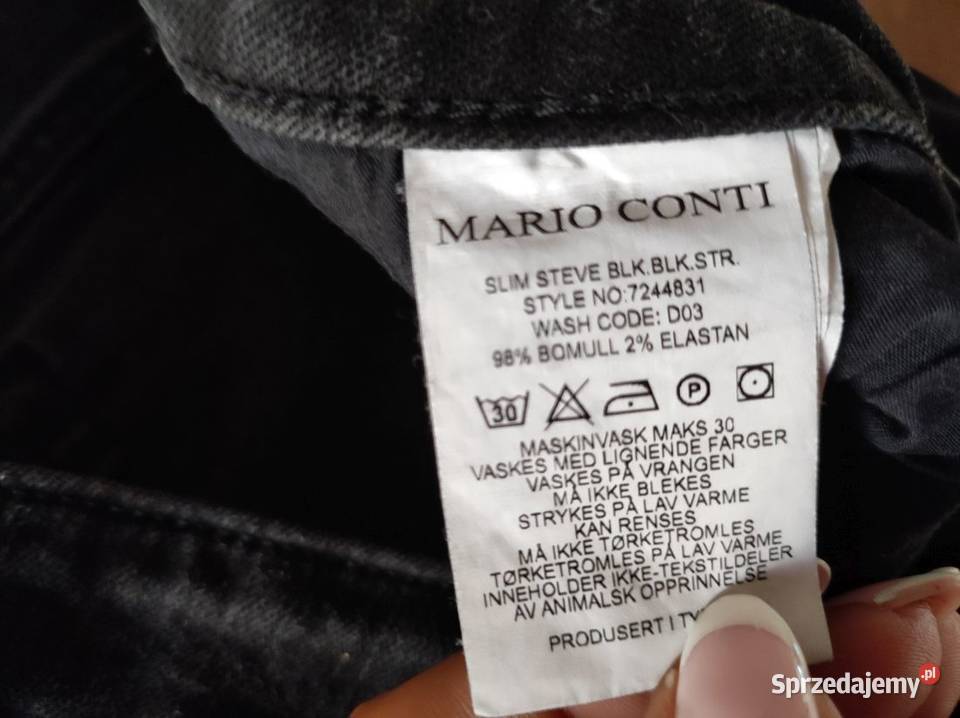 MARIO CONTI
SLIM STEVE BLK.BLK.STR.
STYLE NO:7244831
WASH CODE: D03
98% BOMULL 2% ELASTAN
30
P
MASKINVASK MAKS 30
VASKES MED LIGNENDE FARGER
VASKES PÅ VRANGEN
MÅ IKKE BLEKES
STRYKES PÅ LAV VARME
KAN RENSES
MÅ IKKE TØRKETROMLES
TØRKETROMLES PÅ LAV VARME
INNEHOLDER IKKE-TEKSTILDELER
AV ANIMALSK OPPRINNELSE
PRODUSERT I
Sprzedajemy.pl